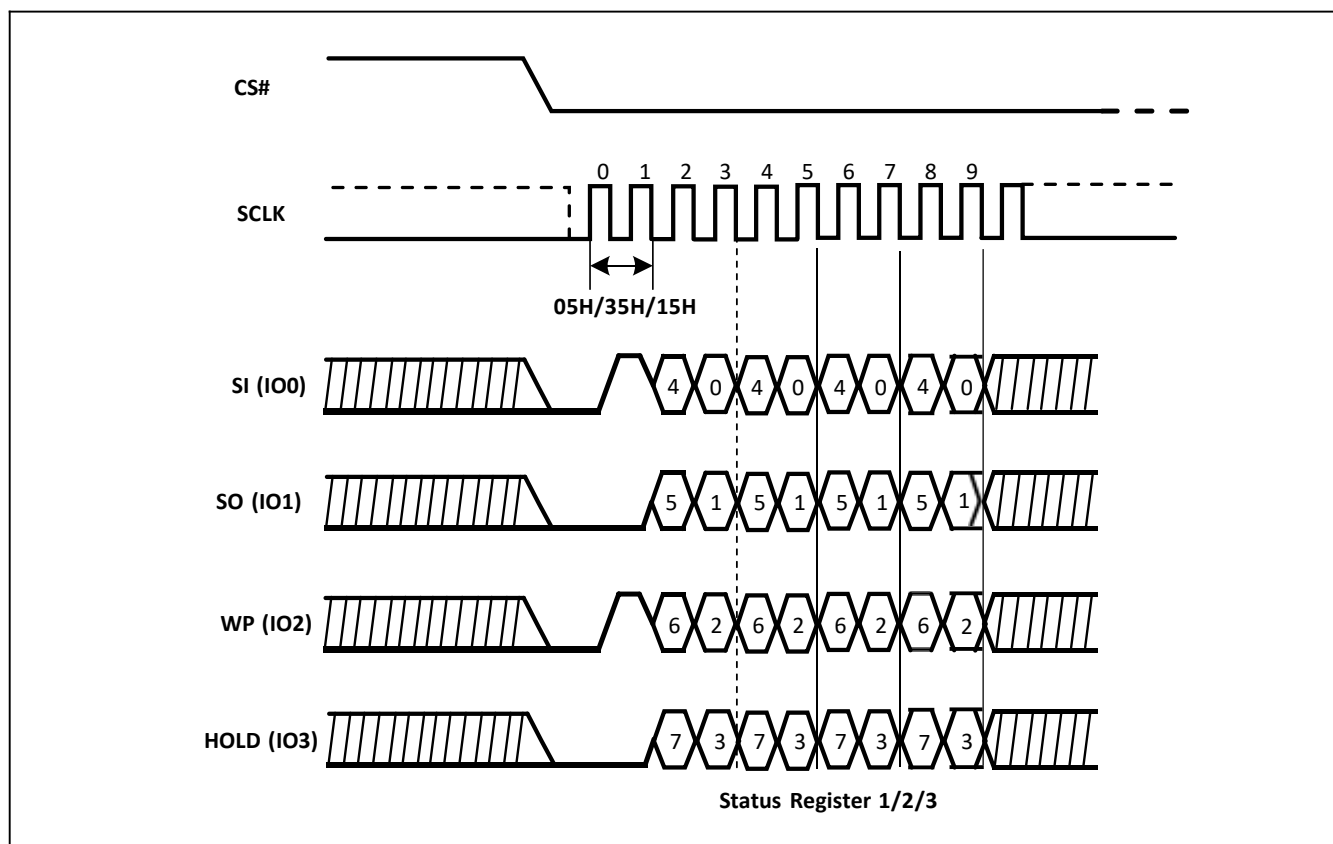 CS#
0 1 2 3 4 5 6 7 8 9
SCLK
05H/35H/15H
SI (IO0) 4 0 4 0 4 0 4 0
SO (IO1) 5 1 5 1 5 1 5 1
WP (IO2) 6 2 6 2 6 2 6 2
HOLD (IO3) 7 3 7 3 7 3 7 3
Status Register 1/2/3